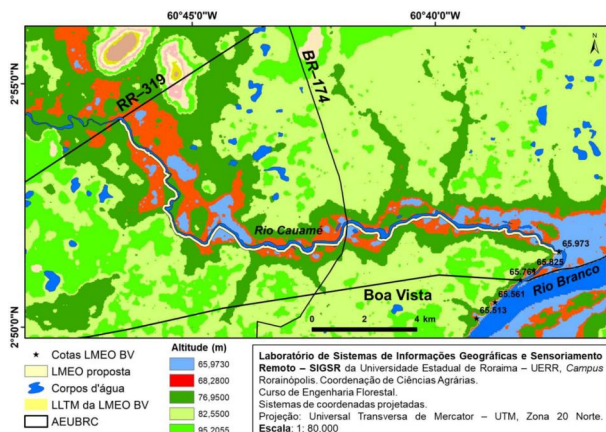 60°45'0"W 60°40'0"W
N
2°55'0"N
RR-319
BR-174
Rio Cauamé
65.973
65.825
65.761
Rio Branco
65.561
Boa Vista
65.513
2°50'0"N
0 2 4 km
Cotas LMEO BV
LMEO proposta
Corpos d'água
LLTM da LMEO BV
AEUBRC
Altitude (m)
65,9730
68,2800
76,9500
82,5500
95,2055
Laboratório de Sistemas de Informações Geográficas e Sensoriamento
Remoto – SIGSR da Universidade Estadual de Roraima – UERR, Campus
Rorainópolis. Coordenação de Ciências Agrárias.
Curso de Engenharia Florestal.
Sistemas de coordenadas projetadas.
Projeção: Universal Transversa de Mercator – UTM, Zona 20 Norte.
Escala: 1: 80.000